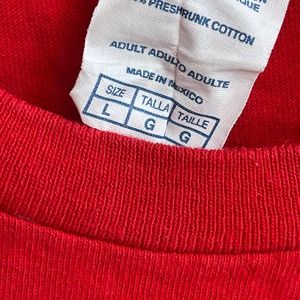 PRESHRUNK COTTON
ADULT ADULTO ADULTE
MADE IN MEXICO
SIZE TALLA TAILLE
L G G